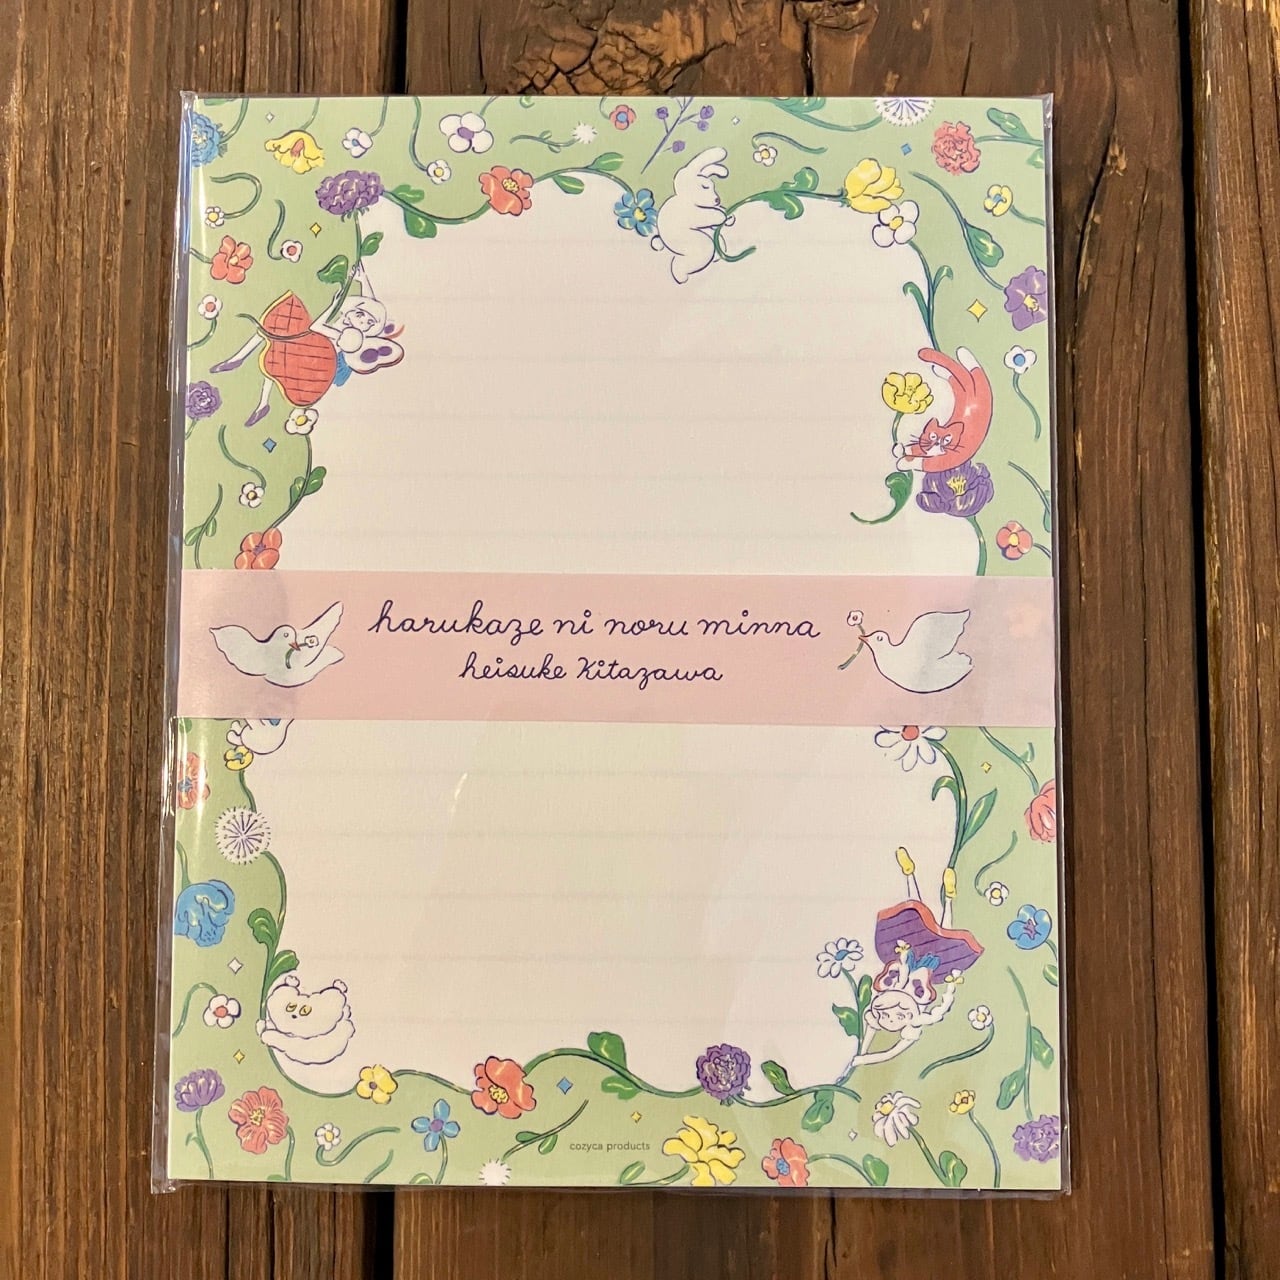 harukaze ni noru minna
heisuke Kitazawa
cozyca products